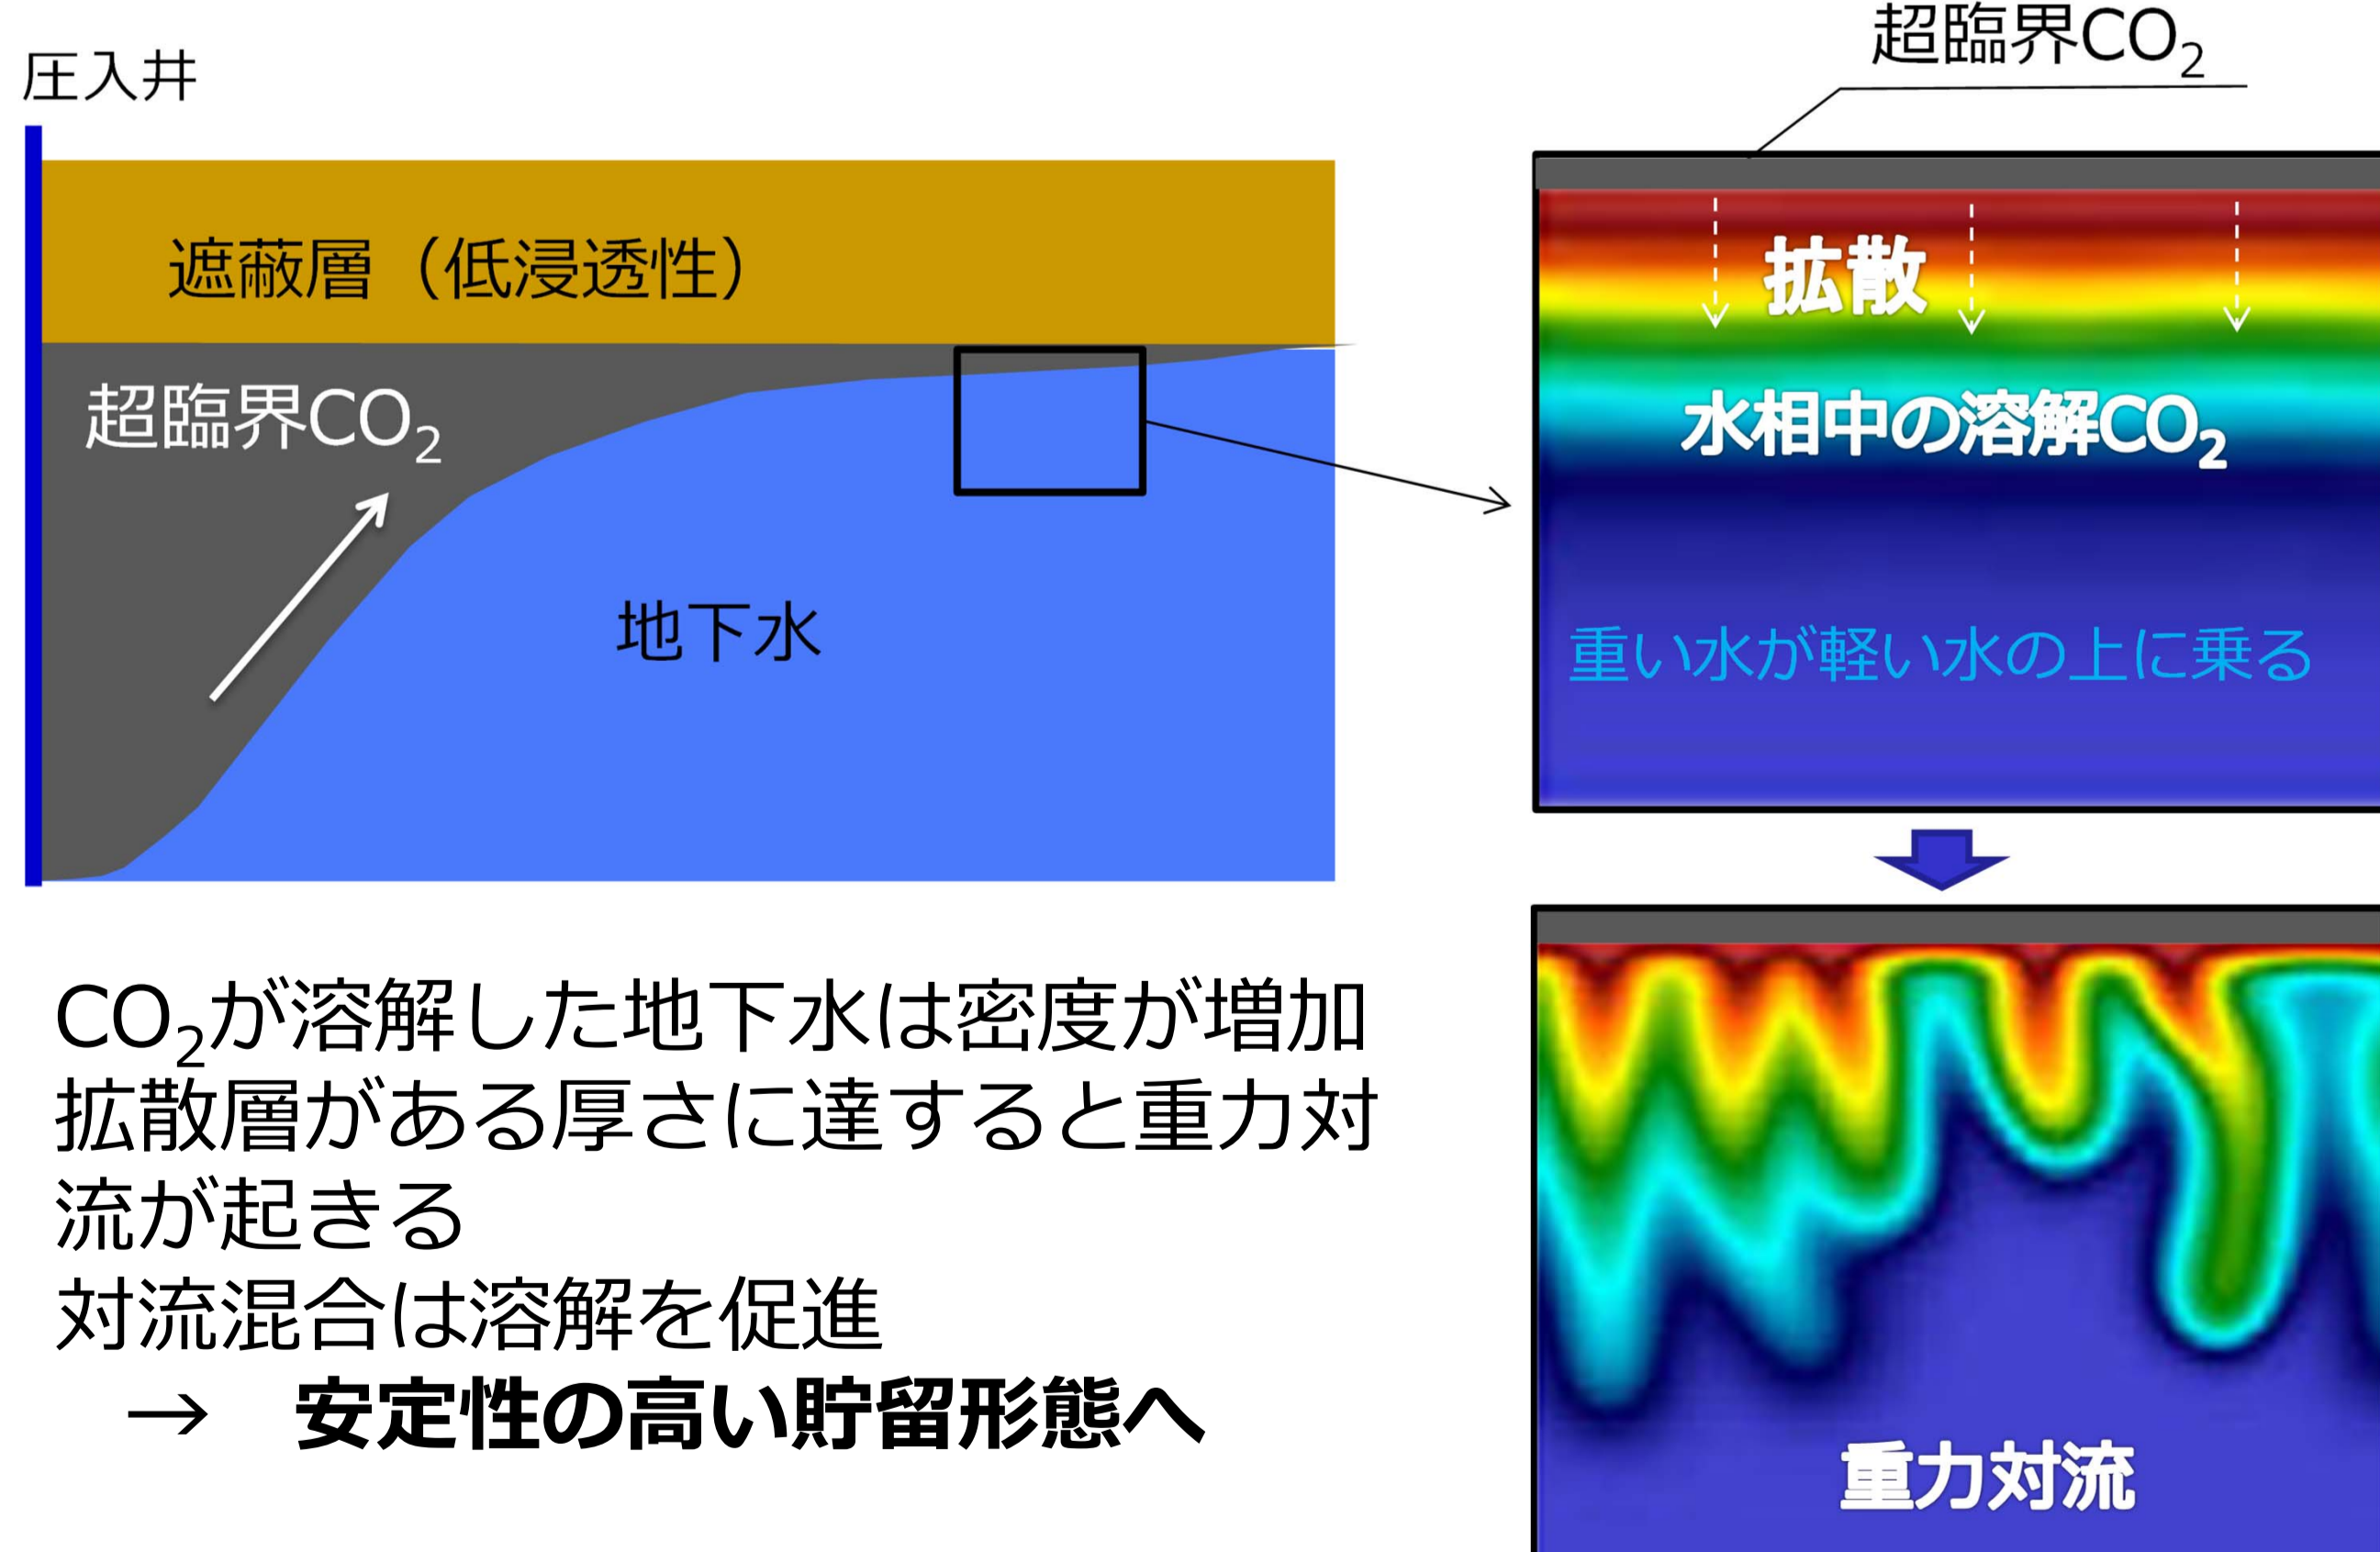 圧入井
遮蔽層（低浸透性）
超臨界CO2
地下水
超臨界CO2
拡散
水相中の溶解CO2
重い水が軽い水の上に乗る
CO2が溶解した地下水は密度が増加
拡散層がある厚さに達すると重力対
流が起きる
対流混合は溶解を促進
→ 安定性の高い貯留形態へ
重力対流